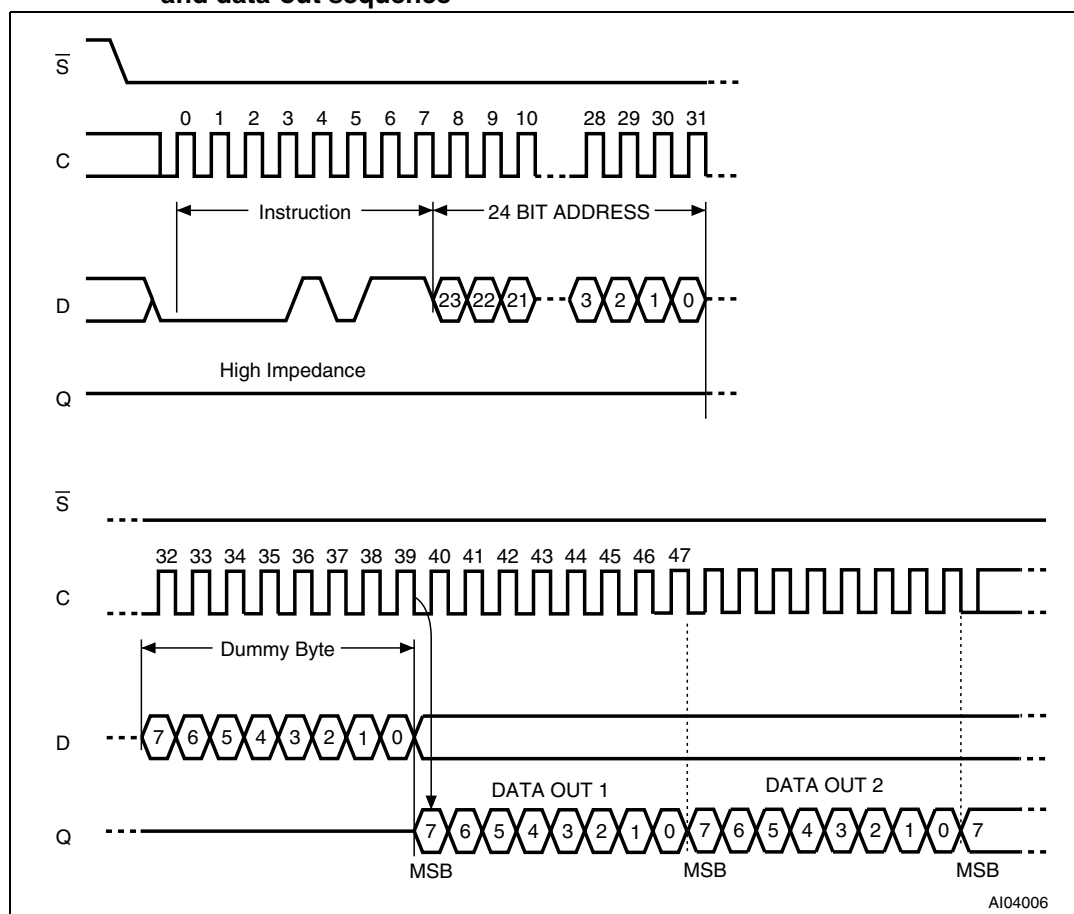 and data-out sequence
S
0 1 2 3 4 5 6 7 8 9 10 28 29 30 31
C
Instruction 24 BIT ADDRESS
D 23 22 21 3 2 1 0
High Impedance
Q
S
32 33 34 35 36 37 38 39 40 41 42 43 44 45 46 47
C
Dummy Byte
D 7 6 5 4 3 2 1 0
DATA OUT 1 DATA OUT 2
Q 7 6 5 4 3 2 1 0 7 6 5 4 3 2 1 0 7
MSB MSB MSB
AI04006